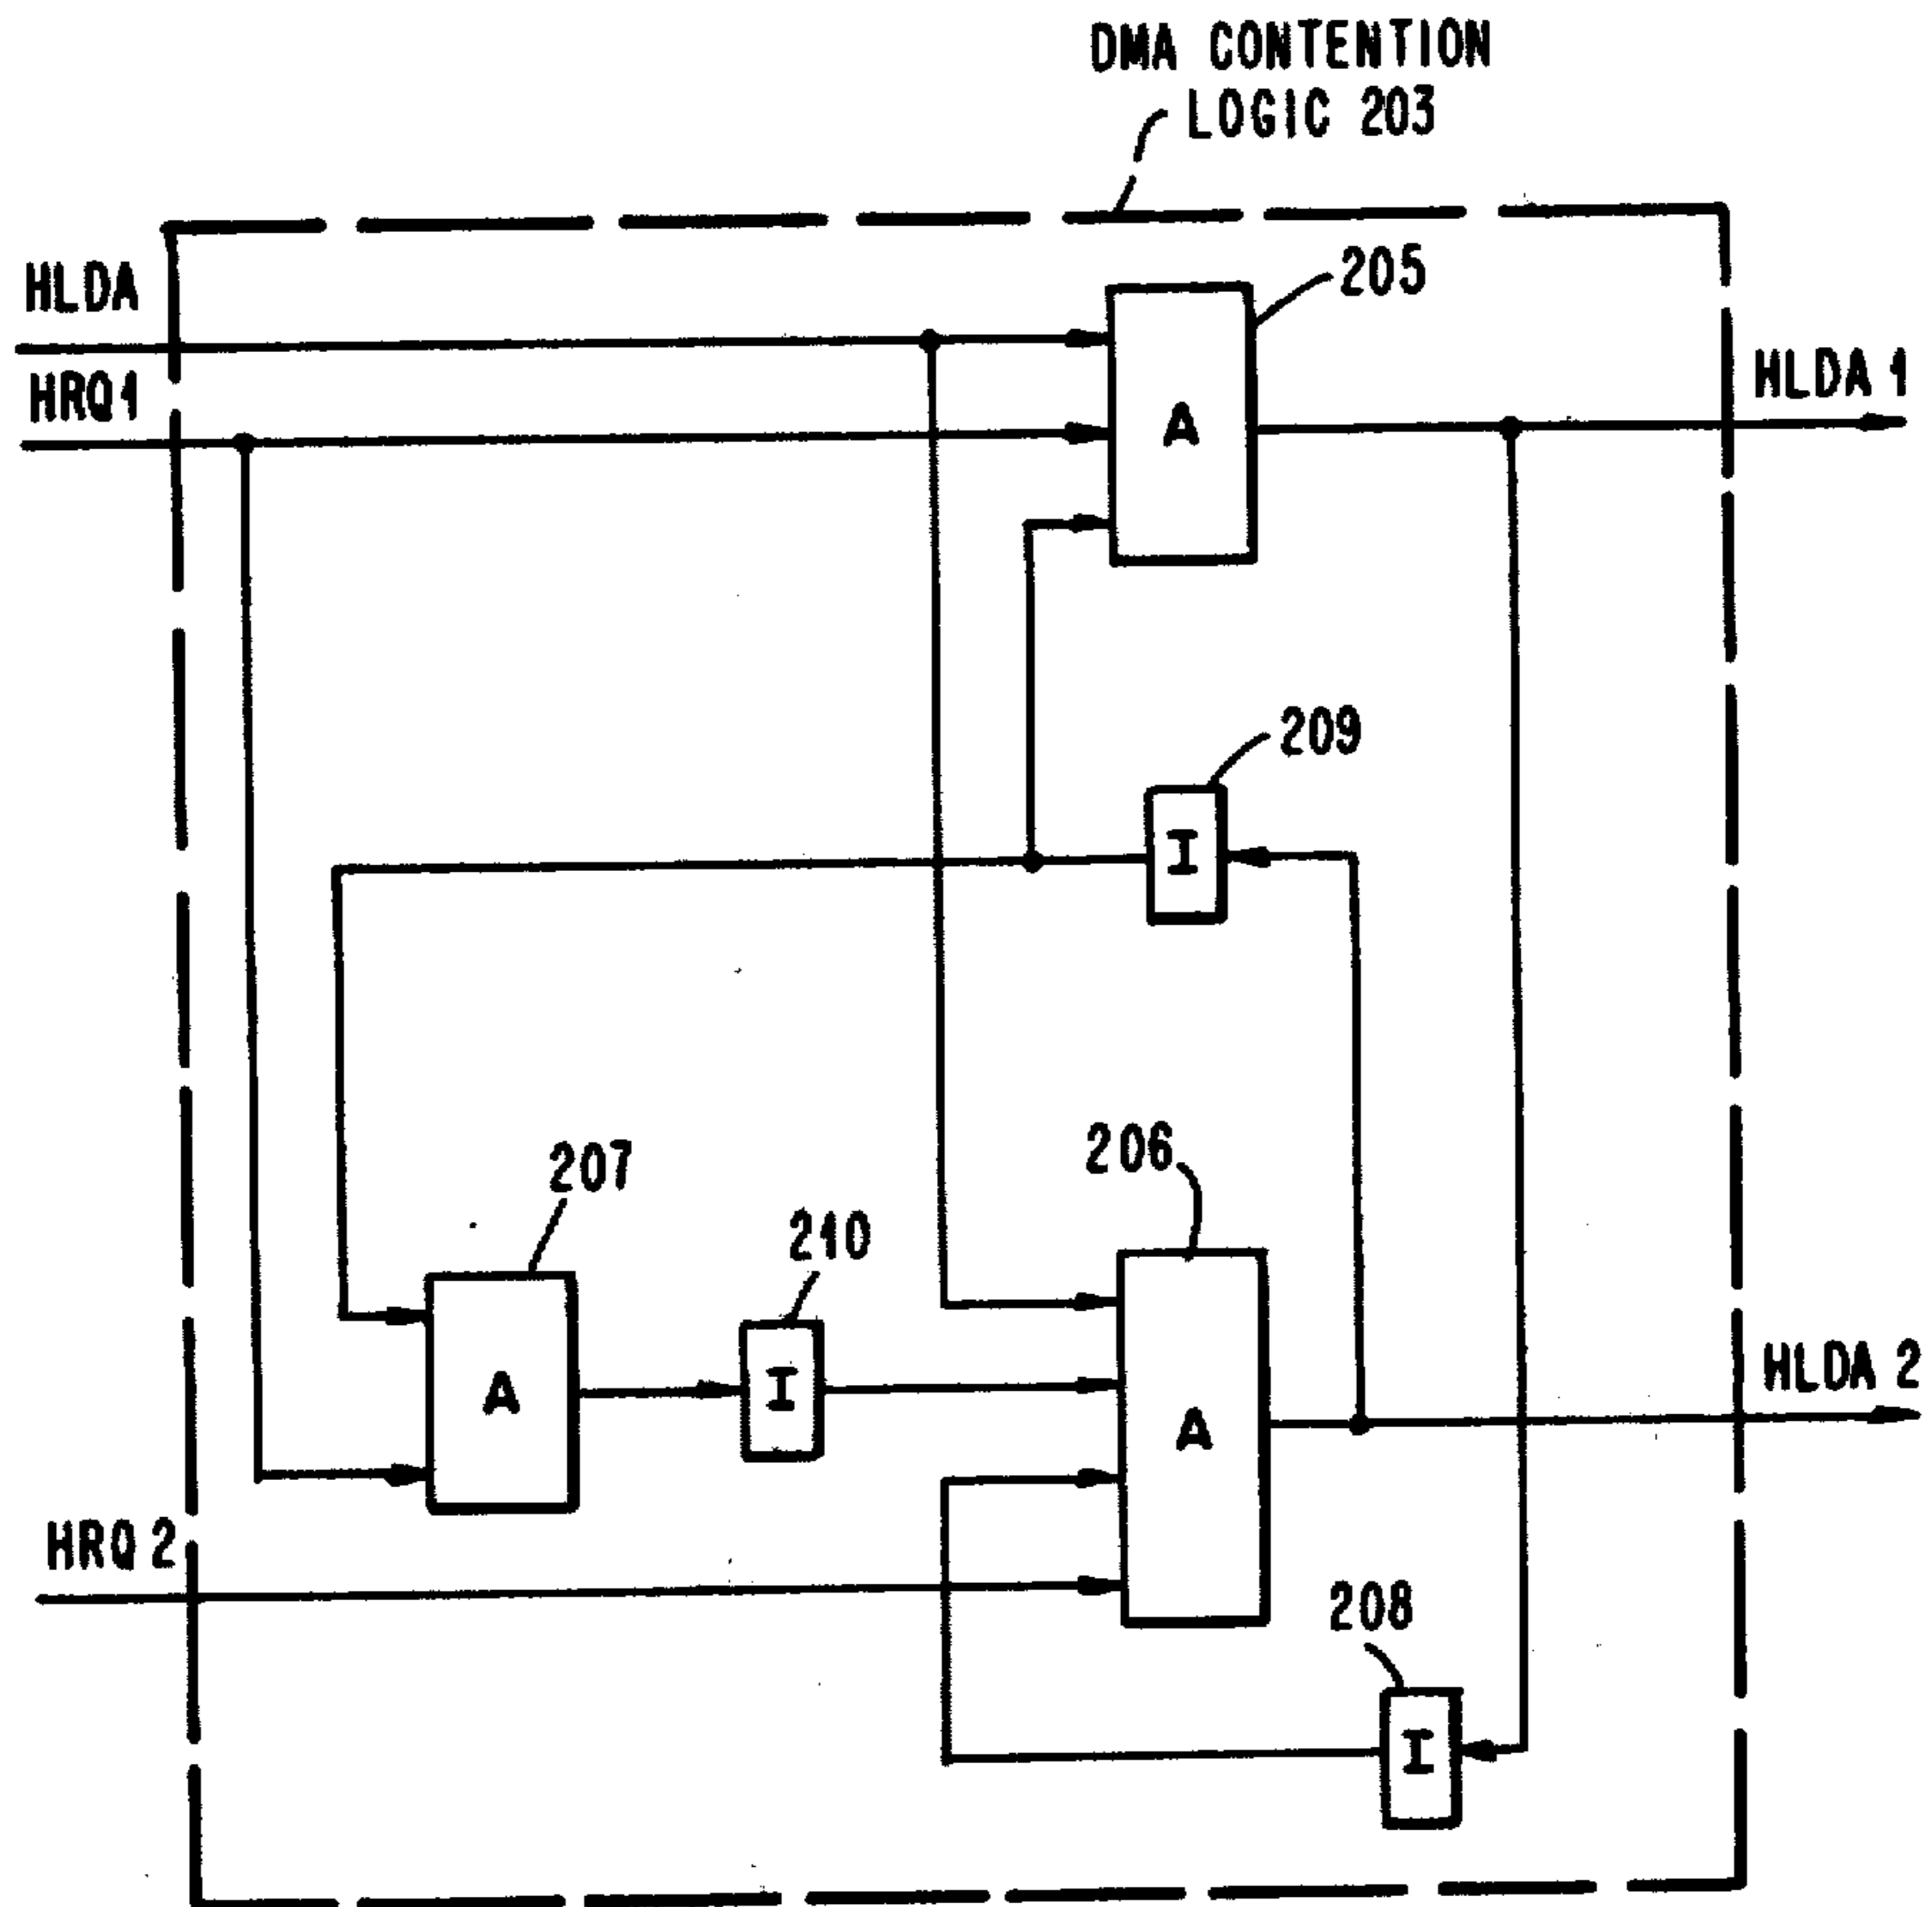 DMA CONTENTION
LOGIC 203
HLDA
205
HRQ1
HLDA 1
A
209
I
207
206
210
A
I
A
HLDA 2
HRQ 2
208
I